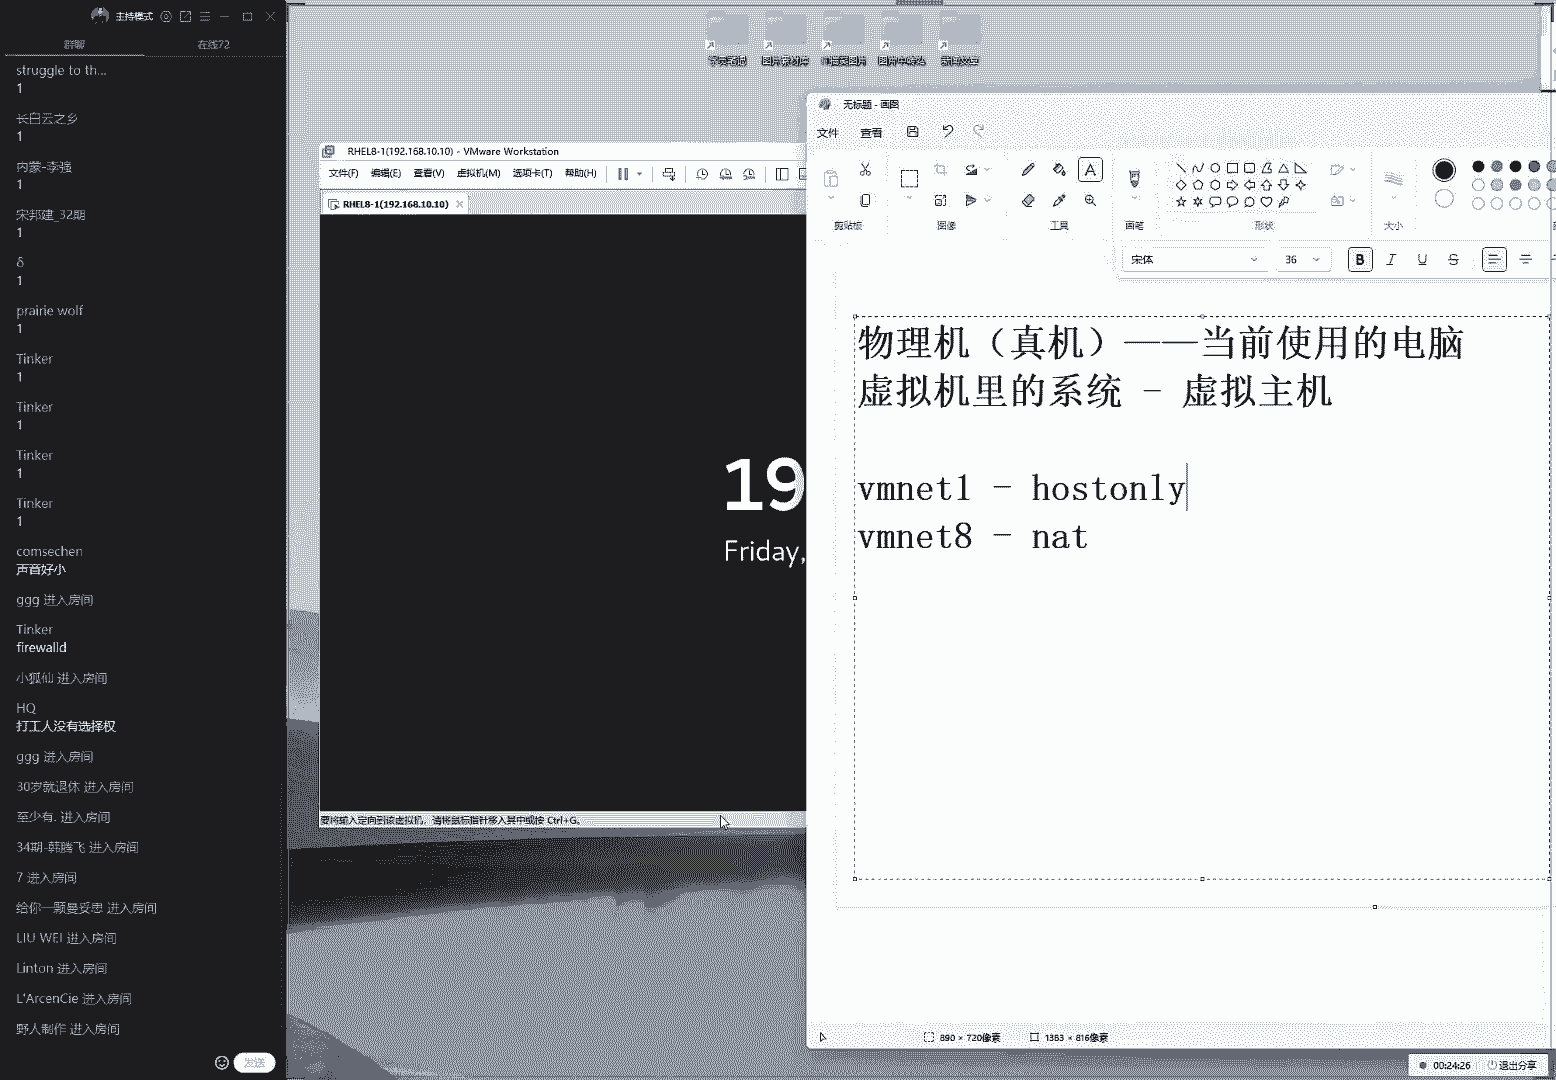 主持模式
群聊
在线72
struggle to th...
1
长白云之乡
1
内蒙-李强
1
宋邦建_32期
1
δ
1
prairie wolf
1
Tinker
1
Tinker
1
Tinker
1
Tinker
1
comsechen
声音好小
ggg 进入房间
Tinker
firewalld
小狐仙 进入房间
HQ
打工人没有选择权
ggg 进入房间
30岁就退休 进入房间
至少有. 进入房间
34期-韩腾飞 进入房间
7 进入房间
给你一颗曼妥思 进入房间
LIU WEI 进入房间
Linton 进入房间
L'ArcenCie 进入房间
野人制作 进入房间
发送
图片素材库
RHEL8-1(192.168.10.10) - VMware Workstation
文件(F) 编辑(E) 查看(V) 虚拟机(M) 选项卡(T) 帮助(H)
RHEL8-1(192.168.10.10)
19
Friday,
要将输入定向到该虚拟机，请将鼠标指针移入其中或按 Ctrl+G。
无标题 - 画图
文件 查看
剪贴板 图像 工具 画笔 形状 大小
宋体 36 B I U S
物理机（真机）——当前使用的电脑
虚拟机里的系统 - 虚拟主机
vmnet1 - hostonly
vmnet8 - nat
890 × 720像素 1383 × 816像素
00:24:26 退出分享